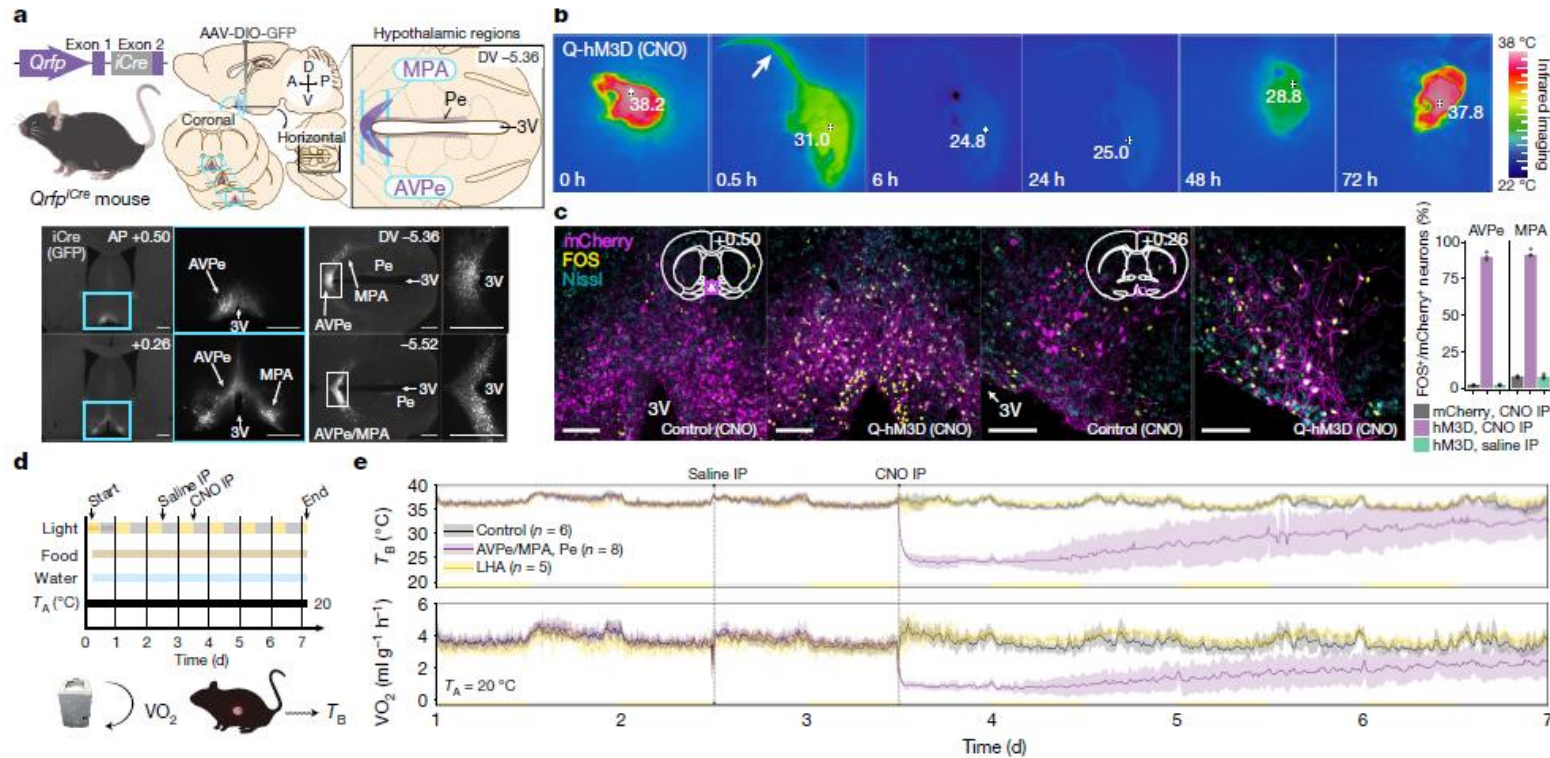 a
Exon 1 Exon 2
Qrfp
iCre
Qrfp^iCre mouse
AAV-DIO-GFP
D
A P
V
Coronal
Horizontal
Hypothalamic regions
DV –5.36
MPA
Pe
3V
AVPe
iCre
(GFP)
AP +0.50
AVPe
3V
DV –5.36
Pe
3V
MPA
AVPe
3V
+0.26
AVPe
MPA
3V
–5.52
3V
Pe
AVPe/MPA
3V
b
Q-hM3D (CNO)
38.2
0 h
31.0
0.5 h
24.8
6 h
25.0
24 h
28.8
48 h
37.8
72 h
38 °C
Infrared imaging
22 °C
c
mCherry
FOS
Nissl
+0.50
3V
Control (CNO)
Q-hM3D (CNO)
+0.26
3V
Control (CNO)
Q-hM3D (CNO)
FOS⁺/mCherry⁺ neurons (%)
AVPe MPA
100
75
50
25
0
mCherry, CNO IP
hM3D, CNO IP
hM3D, saline IP
d
Start
Saline IP
CNO IP
End
Light
Food
Water
T_A (°C)
20
0 1 2 3 4 5 6 7
Time (d)
VO₂
T_B
e
Saline IP
CNO IP
T_B (°C)
40
35
30
25
20
Control (n = 6)
AVPe/MPA, Pe (n = 8)
LHA (n = 5)
VO₂ (ml g⁻¹ h⁻¹)
6
4
2
0
T_A = 20 °C
1 2 3 4 5 6 7
Time (d)